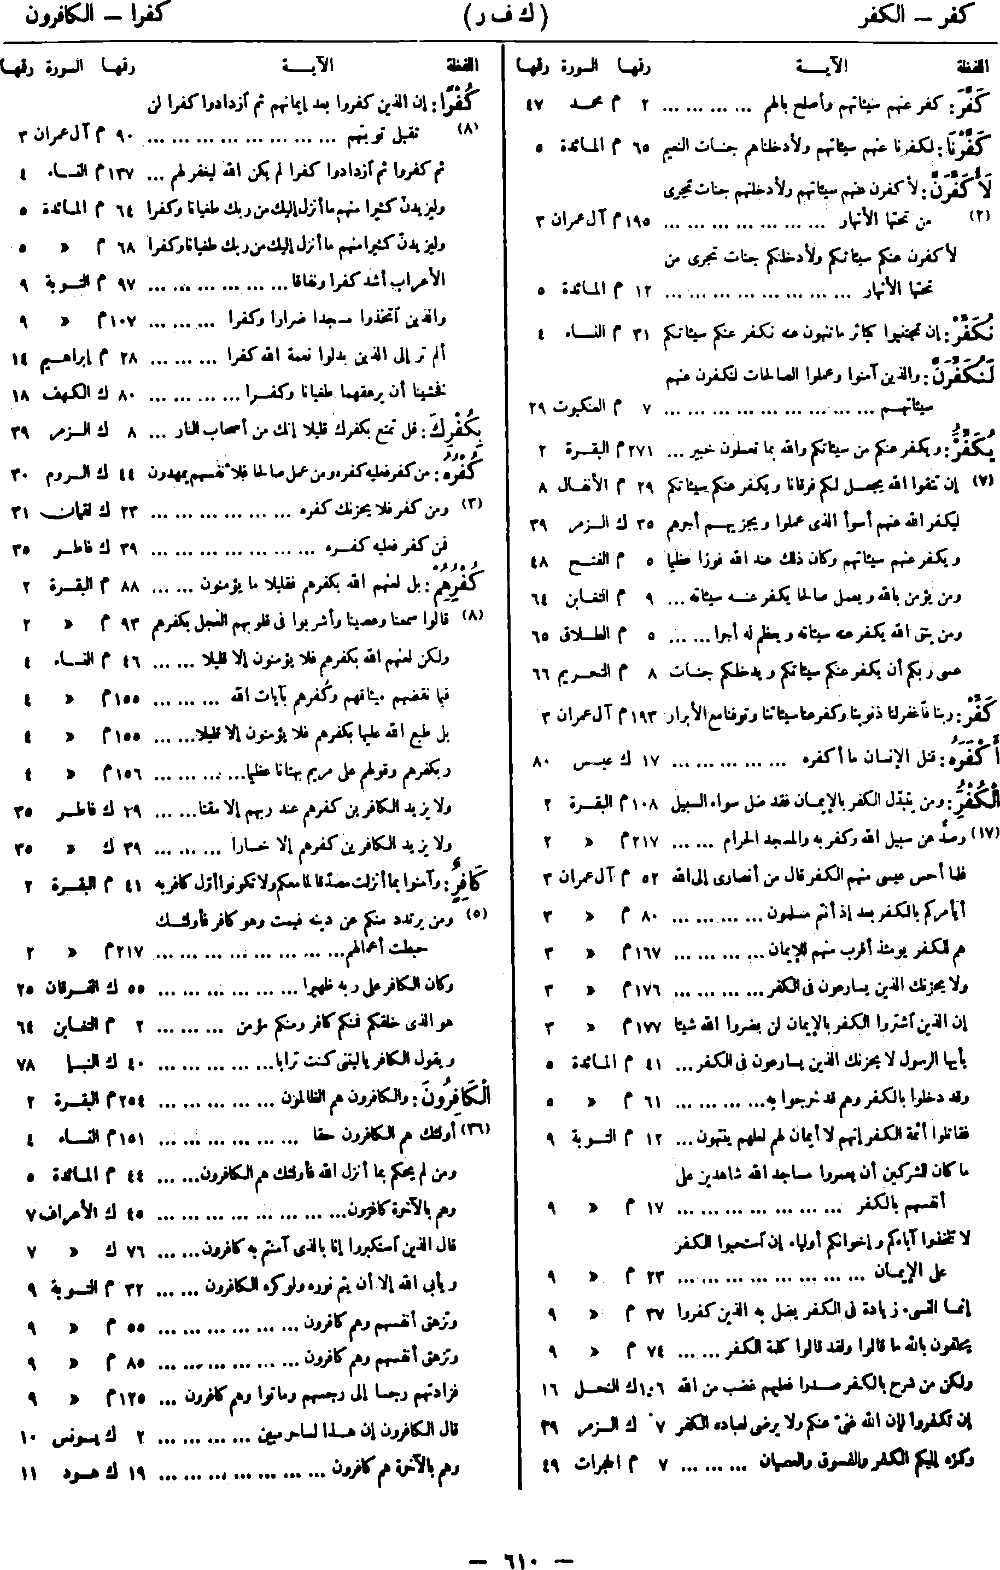 كفر – الكفر
(ك ف ر)
كفرا – الكافرون
اللفظة الآيــة رقمها السورة رقمها
كَفَّرَ: كفر عنهم سيئاتهم وأصلح بالهم ... ... ... ... ٢ م محمد ٤٧
كَفَّرْنَا: لكفرنا عنهم سيئاتهم ولأدخلناهم جنات النعيم ٦٥ م المائدة ٥
لَأُكَفِّرَنَّ: لأكفرن عنهم سيئاتهم ولأدخلنهم جنات تجرى
(٢) من تحتها الأنهار ... ... ... ... ... ... ... ... ١٩٥ م آل عمران ٣
لأكفرن عنكم سيئاتكم ولأدخلنكم جنات تجرى من
تحتها الأنهار ... ... ... ... ... ... ... ... ... ١٢ م المائدة ٥
نُكَفِّرْ: إن تجتنبوا كبائر ما تنهون عنه نكفر عنكم سيئاتكم ٣١ م النساء ٤
لَنُكَفِّرَنَّ: والذين آمنوا وعملوا الصالحات لنكفرن عنهم
سيئاتهم ... ... ... ... ... ... ... ... ... ... ٧ م العنكبوت ٢٩
يُكَفِّرْ: ويكفر عنكم من سيئاتكم والله بما تعملون خبير ... ٢٧١ م البقرة ٢
(٧) إن تتقوا الله يجعل لكم فرقانا ويكفر عنكم سيئاتكم ٢٩ م الأنفال ٨
ليكفر الله عنهم أسوأ الذى عملوا ويجزيهم أجرهم ٣٥ ك الزمر ٣٩
ويكفر عنهم سيئاتهم وكان ذلك عند الله فوزا عظيما ٥ م الفتح ٤٨
ومن يؤمن بالله ويعمل صالحا يكفر عنه سيئاته ... ٩ م التغابن ٦٤
ومن يتق الله يكفر عنه سيئاته ويعظم له أجرا ... ... ٥ م الطلاق ٦٥
عسى ربكم أن يكفر عنكم سيئاتكم ويدخلكم جنات ٨ م التحريم ٦٦
كَفِّرْ: ربنا فاغفر لنا ذنوبنا وكفر عنا سيئاتنا وتوفنا مع الأبرار ١٩٣ م آل عمران ٣
أَكْفَرَهُ: قتل الإنسان ما أكفره ... ... ... ... ... ١٧ ك عبس ٨٠
الْكُفْرُ: ومن يتبدل الكفر بالإيمان فقد ضل سواء السبيل ١٠٨ م البقرة ٢
(١٧) وصدّ عن سبيل الله وكفر به والمسجد الحرام ... ... ٢١٧ م « ٢
فلما أحس عيسى منهم الكفر قال من أنصارى إلى الله ٥٢ م آل عمران ٣
أيأمركم بالكفر بعد إذ أنتم مسلمون ... ... ... ... ٨٠ م « ٣
هم للكفر يومئذ أقرب منهم للإيمان ... ... ... ... ١٦٧ م « ٣
ولا يحزنك الذين يسارعون فى الكفر ... ... ... ... ١٧٦ م « ٣
إن الذين اشتروا الكفر بالإيمان لن يضروا الله شيئا ١٧٧ م « ٣
يأيها الرسول لا يحزنك الذين يسارعون فى الكفر ... ٤١ م المائدة ٥
وقد دخلوا بالكفر وهم قد خرجوا به ... ... ... ... ٦١ م « ٥
فقاتلوا أئمة الكفر إنهم لا أيمان لهم لعلهم ينتهون ... ١٢ م التوبة ٩
ما كان للمشركين أن يعمروا مساجد الله شاهدين على
أنفسهم بالكفر ... ... ... ... ... ... ... ... ١٧ م « ٩
لا تتخذوا آباءكم وإخوانكم أولياء إن استحبوا الكفر
على الإيمان ... ... ... ... ... ... ... ... ... ٢٣ م « ٩
إنما النسىء زيادة فى الكفر يضل به الذين كفروا ٣٧ م « ٩
يحلفون بالله ما قالوا ولقد قالوا كلمة الكفر ... ... ٧٤ م « ٩
ولكن من شرح بالكفر صدرا فعليهم غضب من الله ١٠٦ ك النحل ١٦
إن تكفروا فإن الله غنى عنكم ولا يرضى لعباده الكفر ٧ ك الزمر ٣٩
وكرّه إليكم الكفر والفسوق والعصيان ... ... ... ٧ م الحجرات ٤٩
اللفظة الآيــة رقمها السورة رقمها
كُفْرًا: إن الذين كفروا بعد إيمانهم ثم ازدادوا كفرا لن
(٨) تقبل توبتهم ... ... ... ... ... ... ... ... ... ٩٠ م آل عمران ٣
ثم كفروا ثم ازدادوا كفرا لم يكن الله ليغفر لهم ... ١٣٧ م النساء ٤
وليزيدنّ كثيرا منهم ما أنزل إليك من ربك طغيانا وكفرا ٦٤ م المائدة ٥
وليزيدنّ كثيرا منهم ما أنزل إليك من ربك طغيانا وكفرا ٦٨ م « ٥
الأعراب أشد كفرا ونفاقا ... ... ... ... ... ... ٩٧ م التوبة ٩
والذين اتخذوا مسجدا ضرارا وكفرا ... ... ... ١٠٧ م « ٩
ألم تر إلى الذين بدلوا نعمة الله كفرا ... ... ... ٢٨ م إبراهيم ١٤
فخشينا أن يرهقهما طغيانا وكفرا ... ... ... ... ٨٠ ك الكهف ١٨
بِكُفْرِكَ: قل تمتع بكفرك قليلا إنك من أصحاب النار ... ٨ ك الزمر ٣٩
كُفْرُهُ: من كفر فعليه كفره ومن عمل صالحا فلأنفسهم يمهدون ٤٤ ك الروم ٣٠
(٣) ومن كفر فلا يحزنك كفره ... ... ... ... ... ... ٢٣ ك لقمان ٣١
فمن كفر فعليه كفره ... ... ... ... ... ... ... ٣٩ ك فاطر ٣٥
كُفْرِهِمْ: بل لعنهم الله بكفرهم فقليلا ما يؤمنون ... ... ٨٨ م البقرة ٢
(٨) قالوا سمعنا وعصينا وأشربوا فى قلوبهم العجل بكفرهم ٩٣ م « ٢
ولكن لعنهم الله بكفرهم فلا يؤمنون إلا قليلا ... ... ٤٦ م النساء ٤
فبما نقضهم ميثاقهم وكُفرهم بآيات الله ... ... ... ١٥٥ م « ٤
بل طبع الله عليها بكفرهم فلا يؤمنون إلا قليلا ... ... ١٥٥ م « ٤
وبكفرهم وقولهم على مريم بهتانا عظيما ... ... ... ١٥٦ م « ٤
ولا يزيد الكافرين كفرهم عند ربهم إلا مقتا ... ... ٣٩ ك فاطر ٣٥
ولا يزيد الكافرين كفرهم إلا خسارا ... ... ... ٣٩ ك « ٣٥
كَافِرٍ: وآمنوا بما أنزلت مصدّقا لما معكم ولا تكونوا أول كافر به ٤١ م البقرة ٢
(٥) ومن يرتدد منكم عن دينه فيمت وهو كافر فأولئك
حبطت أعمالهم ... ... ... ... ... ... ... ... ٢١٧ م « ٢
وكان الكافر على ربه ظهيرا ... ... ... ... ... ... ٥٥ ك الفرقان ٢٥
هو الذى خلقكم فمنكم كافر ومنكم مؤمن ... ... ... ٢ م التغابن ٦٤
ويقول الكافر ياليتنى كنت ترابا ... ... ... ... ... ٤٠ ك النبإ ٧٨
الْكَافِرُونَ: والكافرون هم الظالمون ... ... ... ... ... ٢٥٤ م البقرة ٢
(٣٦) أولئك هم الكافرون حقا ... ... ... ... ... ... ١٥١ م النساء ٤
ومن لم يحكم بما أنزل الله فأولئك هم الكافرون ... ... ٤٤ م المائدة ٥
وهم بالآخرة كافرون ... ... ... ... ... ... ... ... ٤٥ ك الأعراف ٧
قال الذين استكبروا إنا بالذى آمنتم به كافرون ... ... ٧٦ ك « ٧
ويأبى الله إلا أن يتم نوره ولو كره الكافرون ... ... ٣٢ م التوبة ٩
وتزهق أنفسهم وهم كافرون ... ... ... ... ... ... ٥٥ م « ٩
وتزهق أنفسهم وهم كافرون ... ... ... ... ... ... ٨٥ م « ٩
فزادتهم رجسا إلى رجسهم وماتوا وهم كافرون ... ١٢٥ م « ٩
قال الكافرون إن هذا لساحر مبين ... ... ... ... ٢ ك يونس ١٠
وهم بالآخرة هم كافرون ... ... ... ... ... ... ... ١٩ ك هود ١١
– ٦١٠ –